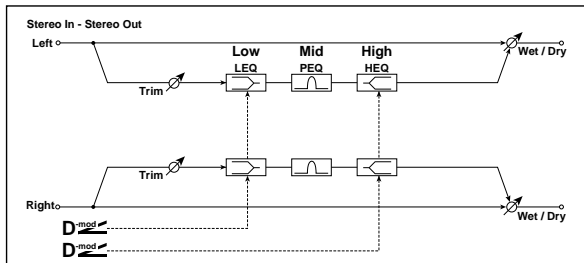 Stereo In - Stereo Out
Left
Low Mid High
LEQ PEQ HEQ
Wet / Dry
Trim
Trim
Right
Wet / Dry
D-mod
D-mod